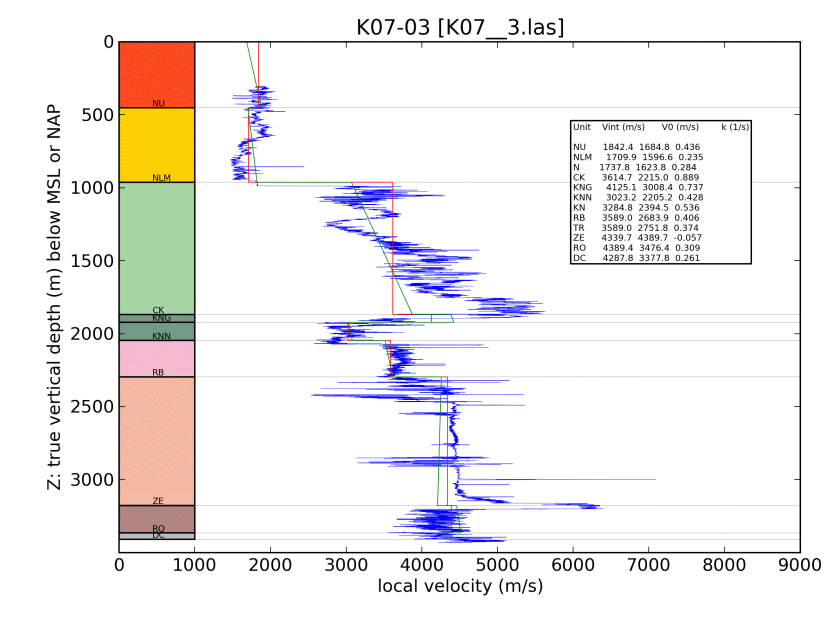 K07-03 [K07__3.las]
Z: true vertical depth (m) below MSL or NAP
0
500
1000
1500
2000
2500
3000
NU
NLM
CK
KNG
KNN
RB
ZE
RO
DC
Unit Vint (m/s) V0 (m/s) k (1/s)
NU 1842.4 1684.8 0.436
NLM 1709.9 1596.6 0.235
N 1737.8 1623.8 0.284
CK 3614.7 2215.0 0.889
KNG 4125.1 3008.4 0.737
KNN 3023.2 2205.2 0.428
KN 3284.8 2394.5 0.536
RB 3589.0 2683.9 0.406
TR 3589.0 2751.8 0.374
ZE 4339.7 4389.7 -0.057
RO 4389.4 3476.4 0.309
DC 4287.8 3377.8 0.261
0 1000 2000 3000 4000 5000 6000 7000 8000 9000
local velocity (m/s)